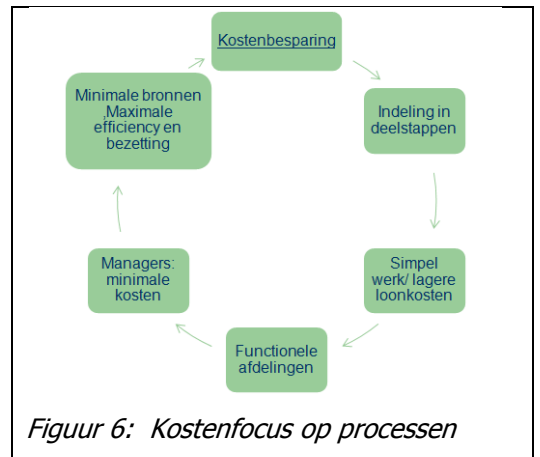 Kostenbesparing
Indeling in
deelstappen
Simpel
werk/ lagere
loonkosten
Functionele
afdelingen
Managers:
minimale
kosten
Minimale bronnen
,Maximale
efficiency en
bezetting
Figuur 6: Kostenfocus op processen